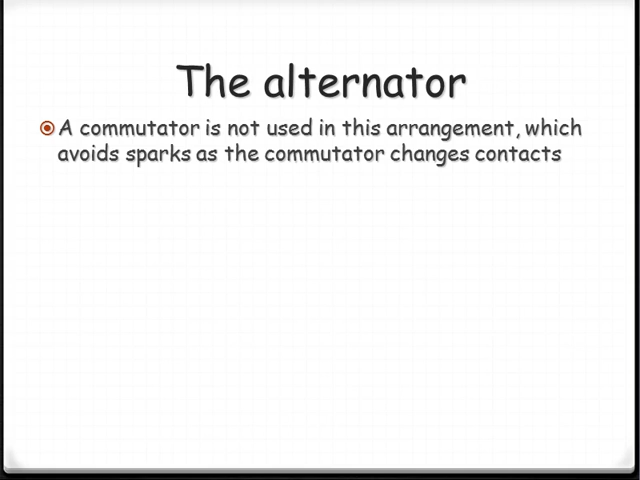 The alternator
A commutator is not used in this arrangement, which
avoids sparks as the commutator changes contacts